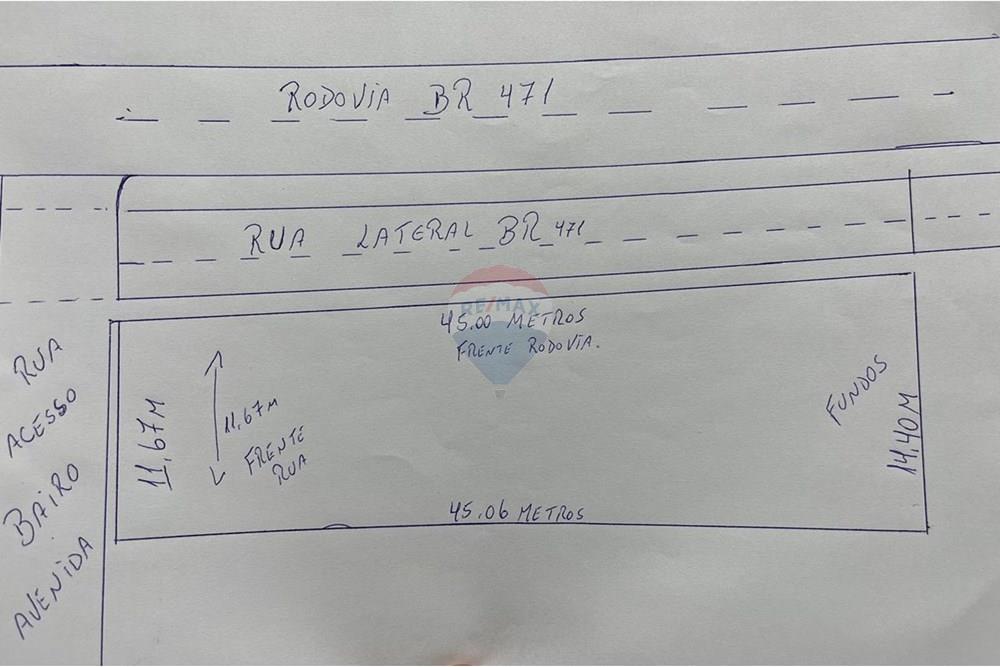 RODOVIA BR 471
RUA LATERAL BR 471
RE/MAX
45.00 METROS
FRENTE RODOVIA.
RUA
ACESSO
BAIRO
AVENIDA
11,67M
11,67M
FRENTE
RUA
FUNDOS
14,40M
45.06 METROS